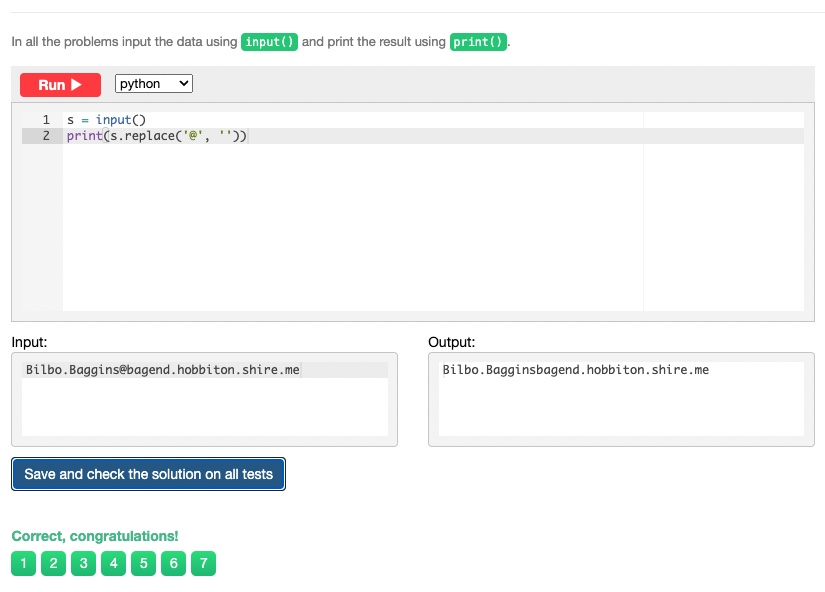 In all the problems input the data using input() and print the result using print().
Run ▶ python
1 s = input()
2 print(s.replace('@', ''))
Input: Output:
Bilbo.Baggins@bagend.hobbiton.shire.me Bilbo.Bagginsbagend.hobbiton.shire.me
Save and check the solution on all tests
Correct, congratulations!
1 2 3 4 5 6 7